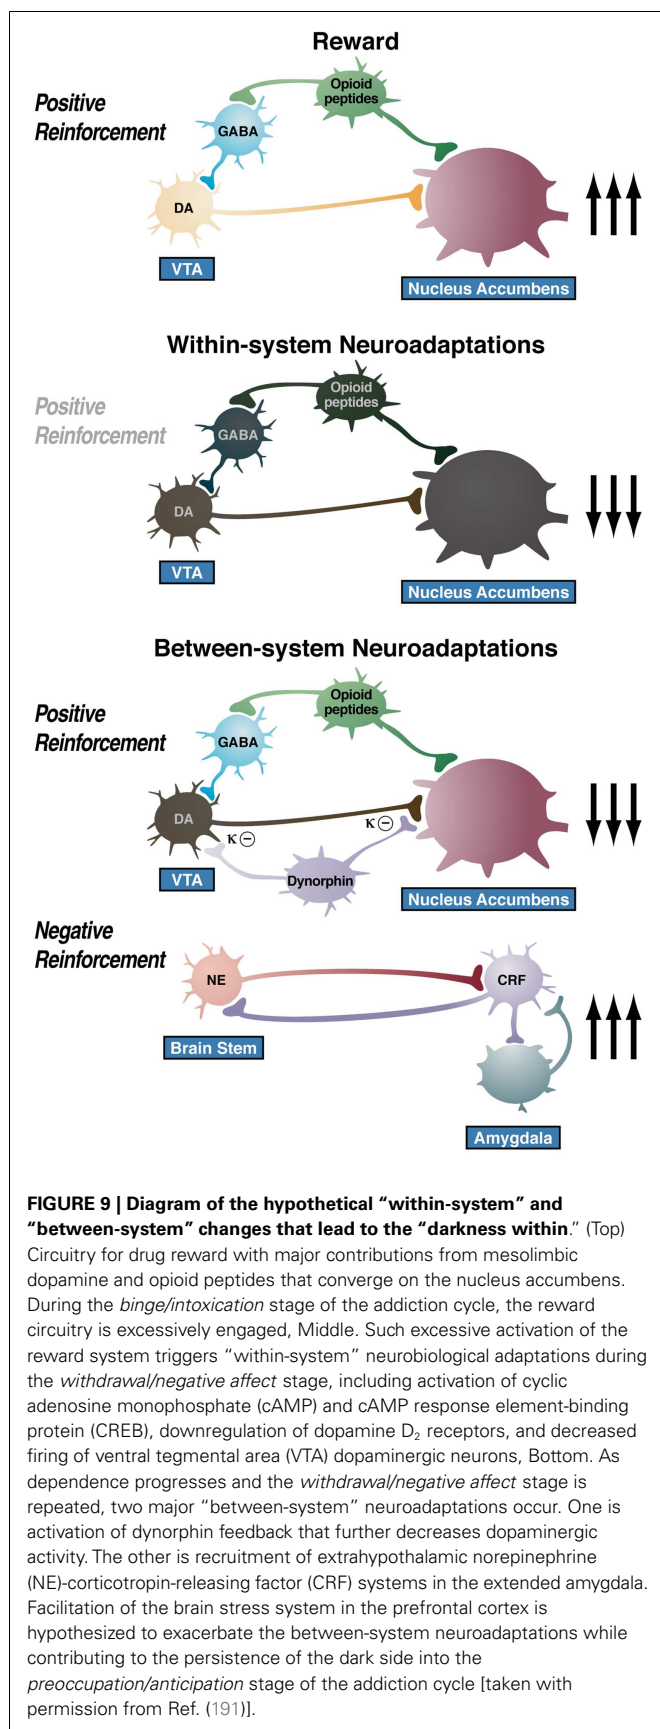 Reward
Positive
Reinforcement
Opioid
peptides
GABA
DA
VTA
Nucleus Accumbens
Within-system Neuroadaptations
Positive
Reinforcement
Opioid
peptides
GABA
DA
VTA
Nucleus Accumbens
Between-system Neuroadaptations
Positive
Reinforcement
Opioid
peptides
GABA
DA
κ −
κ −
VTA
Dynorphin
Nucleus Accumbens
Negative
Reinforcement
NE
CRF
Brain Stem
Amygdala
FIGURE 9 | Diagram of the hypothetical “within-system” and
“between-system” changes that lead to the “darkness within.” (Top)
Circuitry for drug reward with major contributions from mesolimbic
dopamine and opioid peptides that converge on the nucleus accumbens.
During the binge/intoxication stage of the addiction cycle, the reward
circuitry is excessively engaged, Middle. Such excessive activation of the
reward system triggers “within-system” neurobiological adaptations during
the withdrawal/negative affect stage, including activation of cyclic
adenosine monophosphate (cAMP) and cAMP response element-binding
protein (CREB), downregulation of dopamine D₂ receptors, and decreased
firing of ventral tegmental area (VTA) dopaminergic neurons, Bottom. As
dependence progresses and the withdrawal/negative affect stage is
repeated, two major “between-system” neuroadaptations occur. One is
activation of dynorphin feedback that further decreases dopaminergic
activity. The other is recruitment of extrahypothalamic norepinephrine
(NE)-corticotropin-releasing factor (CRF) systems in the extended amygdala.
Facilitation of the brain stress system in the prefrontal cortex is
hypothesized to exacerbate the between-system neuroadaptations while
contributing to the persistence of the dark side into the
preoccupation/anticipation stage of the addiction cycle [taken with
permission from Ref. (191)].